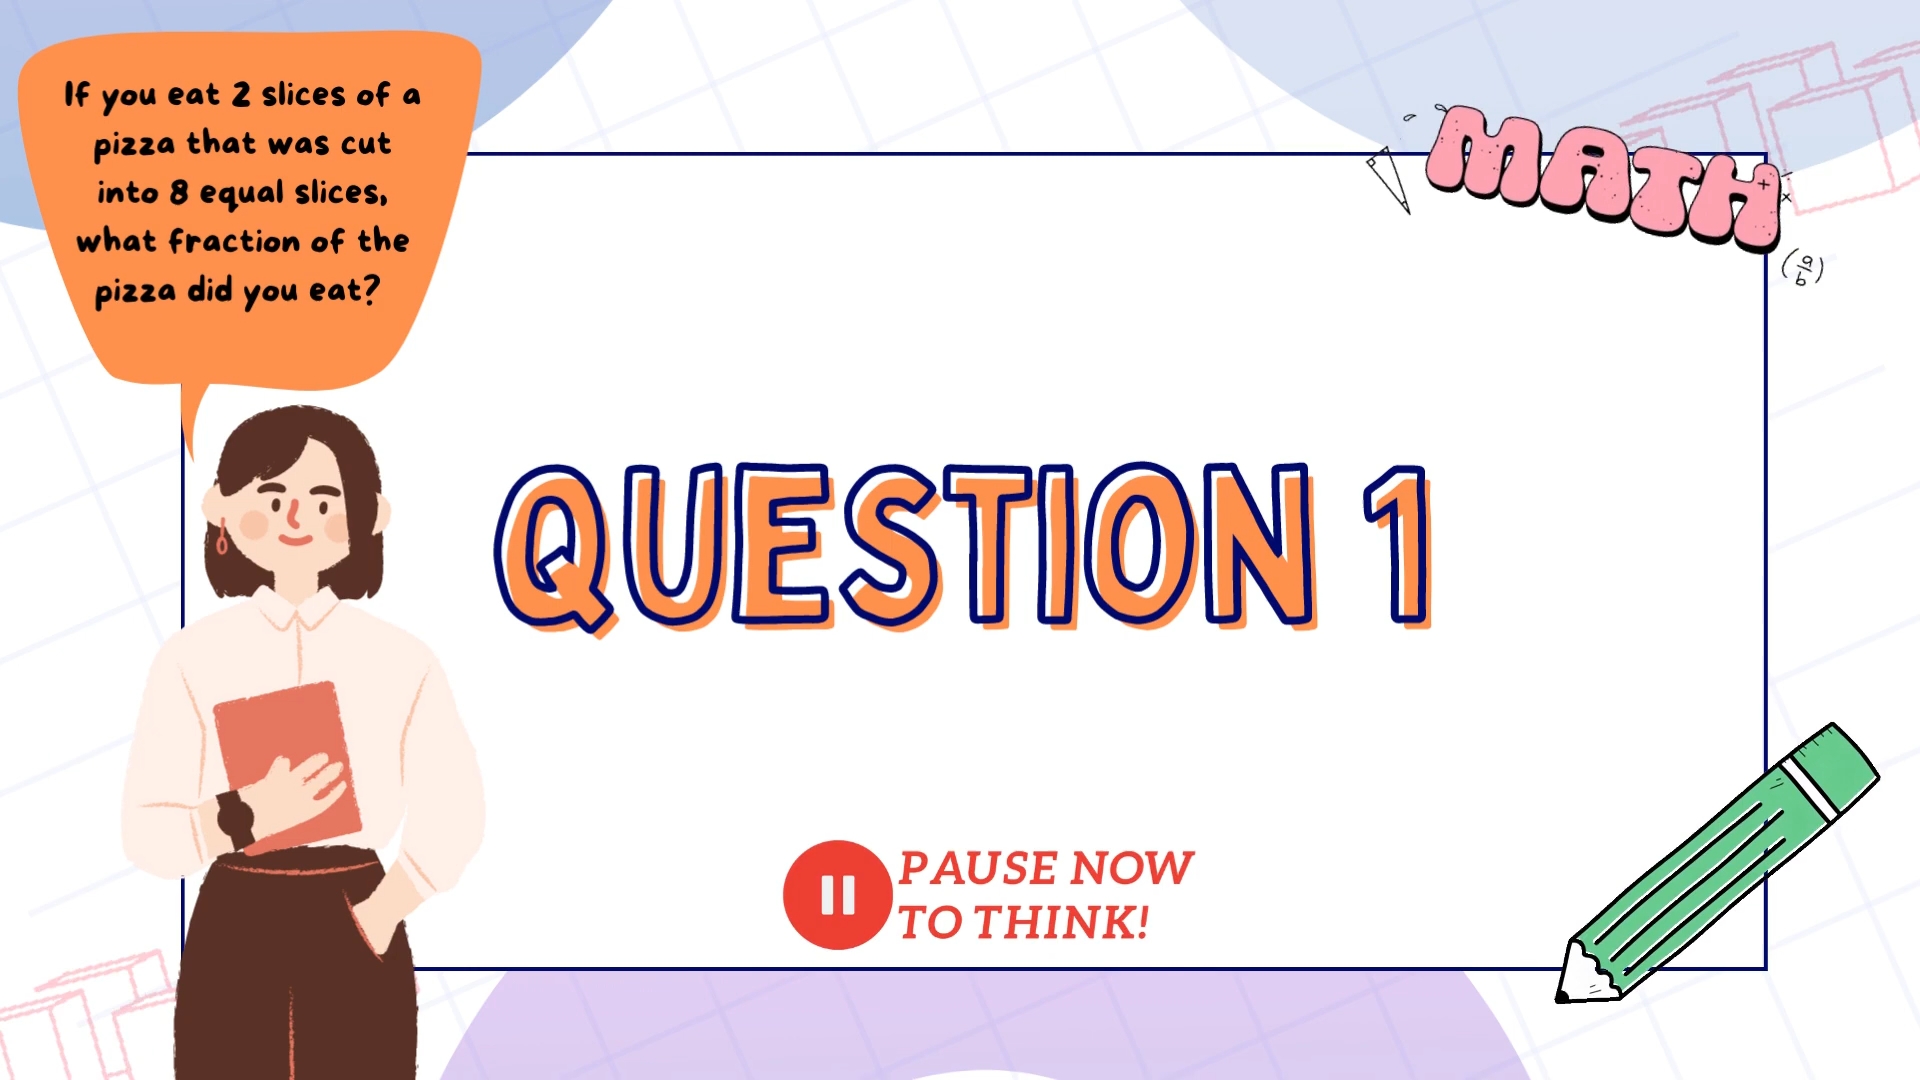 If you eat 2 slices of a
pizza that was cut
into 8 equal slices,
what fraction of the
pizza did you eat?
MATH
+
x
(a/b)
QUESTION 1
PAUSE NOW
TO THINK!